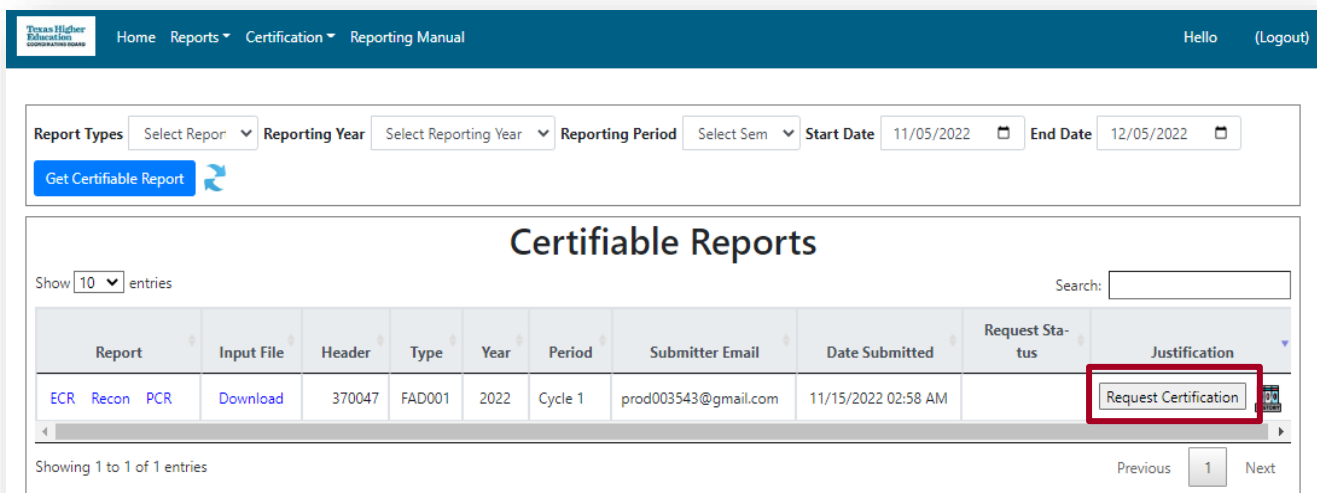 Texas Higher
Education
COORDINATING BOARD
Home Reports Certification Reporting Manual Hello (Logout)
Report Types Select Repor Reporting Year Select Reporting Year Reporting Period Select Sem Start Date 11/05/2022 End Date 12/05/2022
Get Certifiable Report
Certifiable Reports
Show 10 entries Search:
Report Input File Header Type Year Period Submitter Email Date Submitted Request Sta-
tus Justification
ECR Recon PCR Download 370047 FAD001 2022 Cycle 1 prod003543@gmail.com 11/15/2022 02:58 AM Request Certification
Showing 1 to 1 of 1 entries Previous 1 Next